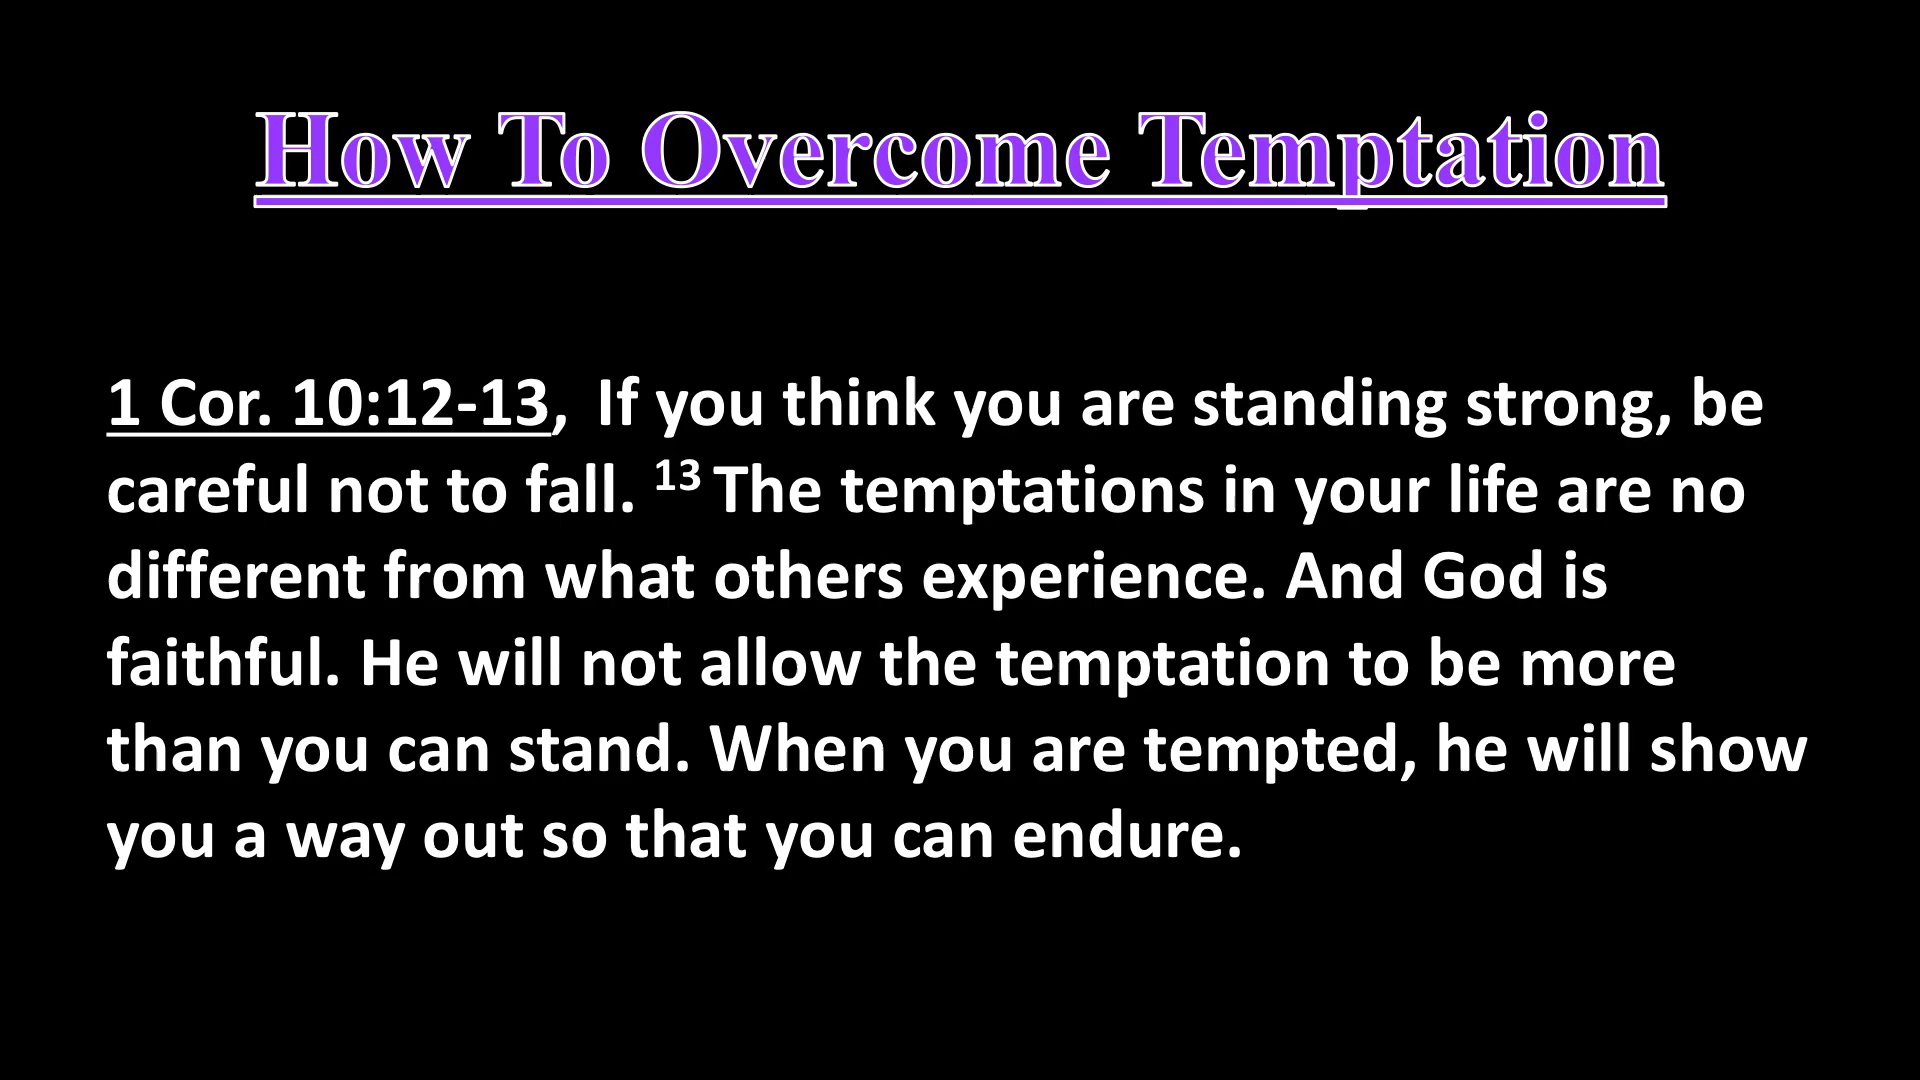 How To Overcome Temptation
1 Cor. 10:12-13, If you think you are standing strong, be
careful not to fall. 13 The temptations in your life are no
different from what others experience. And God is
faithful. He will not allow the temptation to be more
than you can stand. When you are tempted, he will show
you a way out so that you can endure.